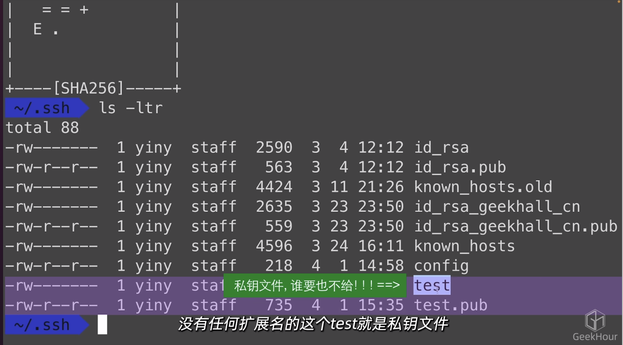 |   = = +          |
|  E .             |
|                  |
|                  |
+----[SHA256]-----+
~/.ssh ls -ltr
total 88
-rw------- 1 yiny staff 2590 3 4 12:12 id_rsa
-rw-r--r-- 1 yiny staff 563 3 4 12:12 id_rsa.pub
-rw------- 1 yiny staff 4424 3 11 21:26 known_hosts.old
-rw------- 1 yiny staff 2635 3 23 23:50 id_rsa_geekhall_cn
-rw-r--r-- 1 yiny staff 559 3 23 23:50 id_rsa_geekhall_cn.pub
-rw------- 1 yiny staff 4596 3 24 16:11 known_hosts
-rw-r--r-- 1 yiny staff 218 4 1 14:58 config
-rw------- 1 yiny staf 私钥文件, 谁要也不给! ! ! ==> test
-rw-r--r-- 1 yiny staff 735 4 1 15:35 test.pub
~/.ssh
没有任何扩展名的这个test就是私钥文件
GeekHour